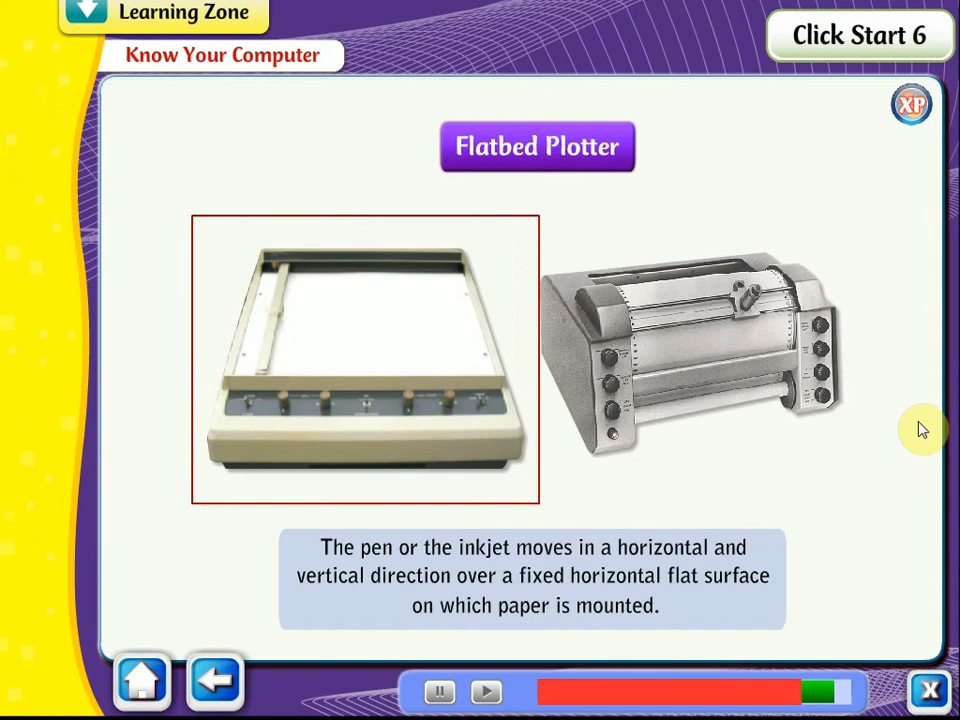 Learning Zone
Click Start 6
Know Your Computer
XP
Flatbed Plotter
The pen or the inkjet moves in a horizontal and
vertical direction over a fixed horizontal flat surface
on which paper is mounted.
X